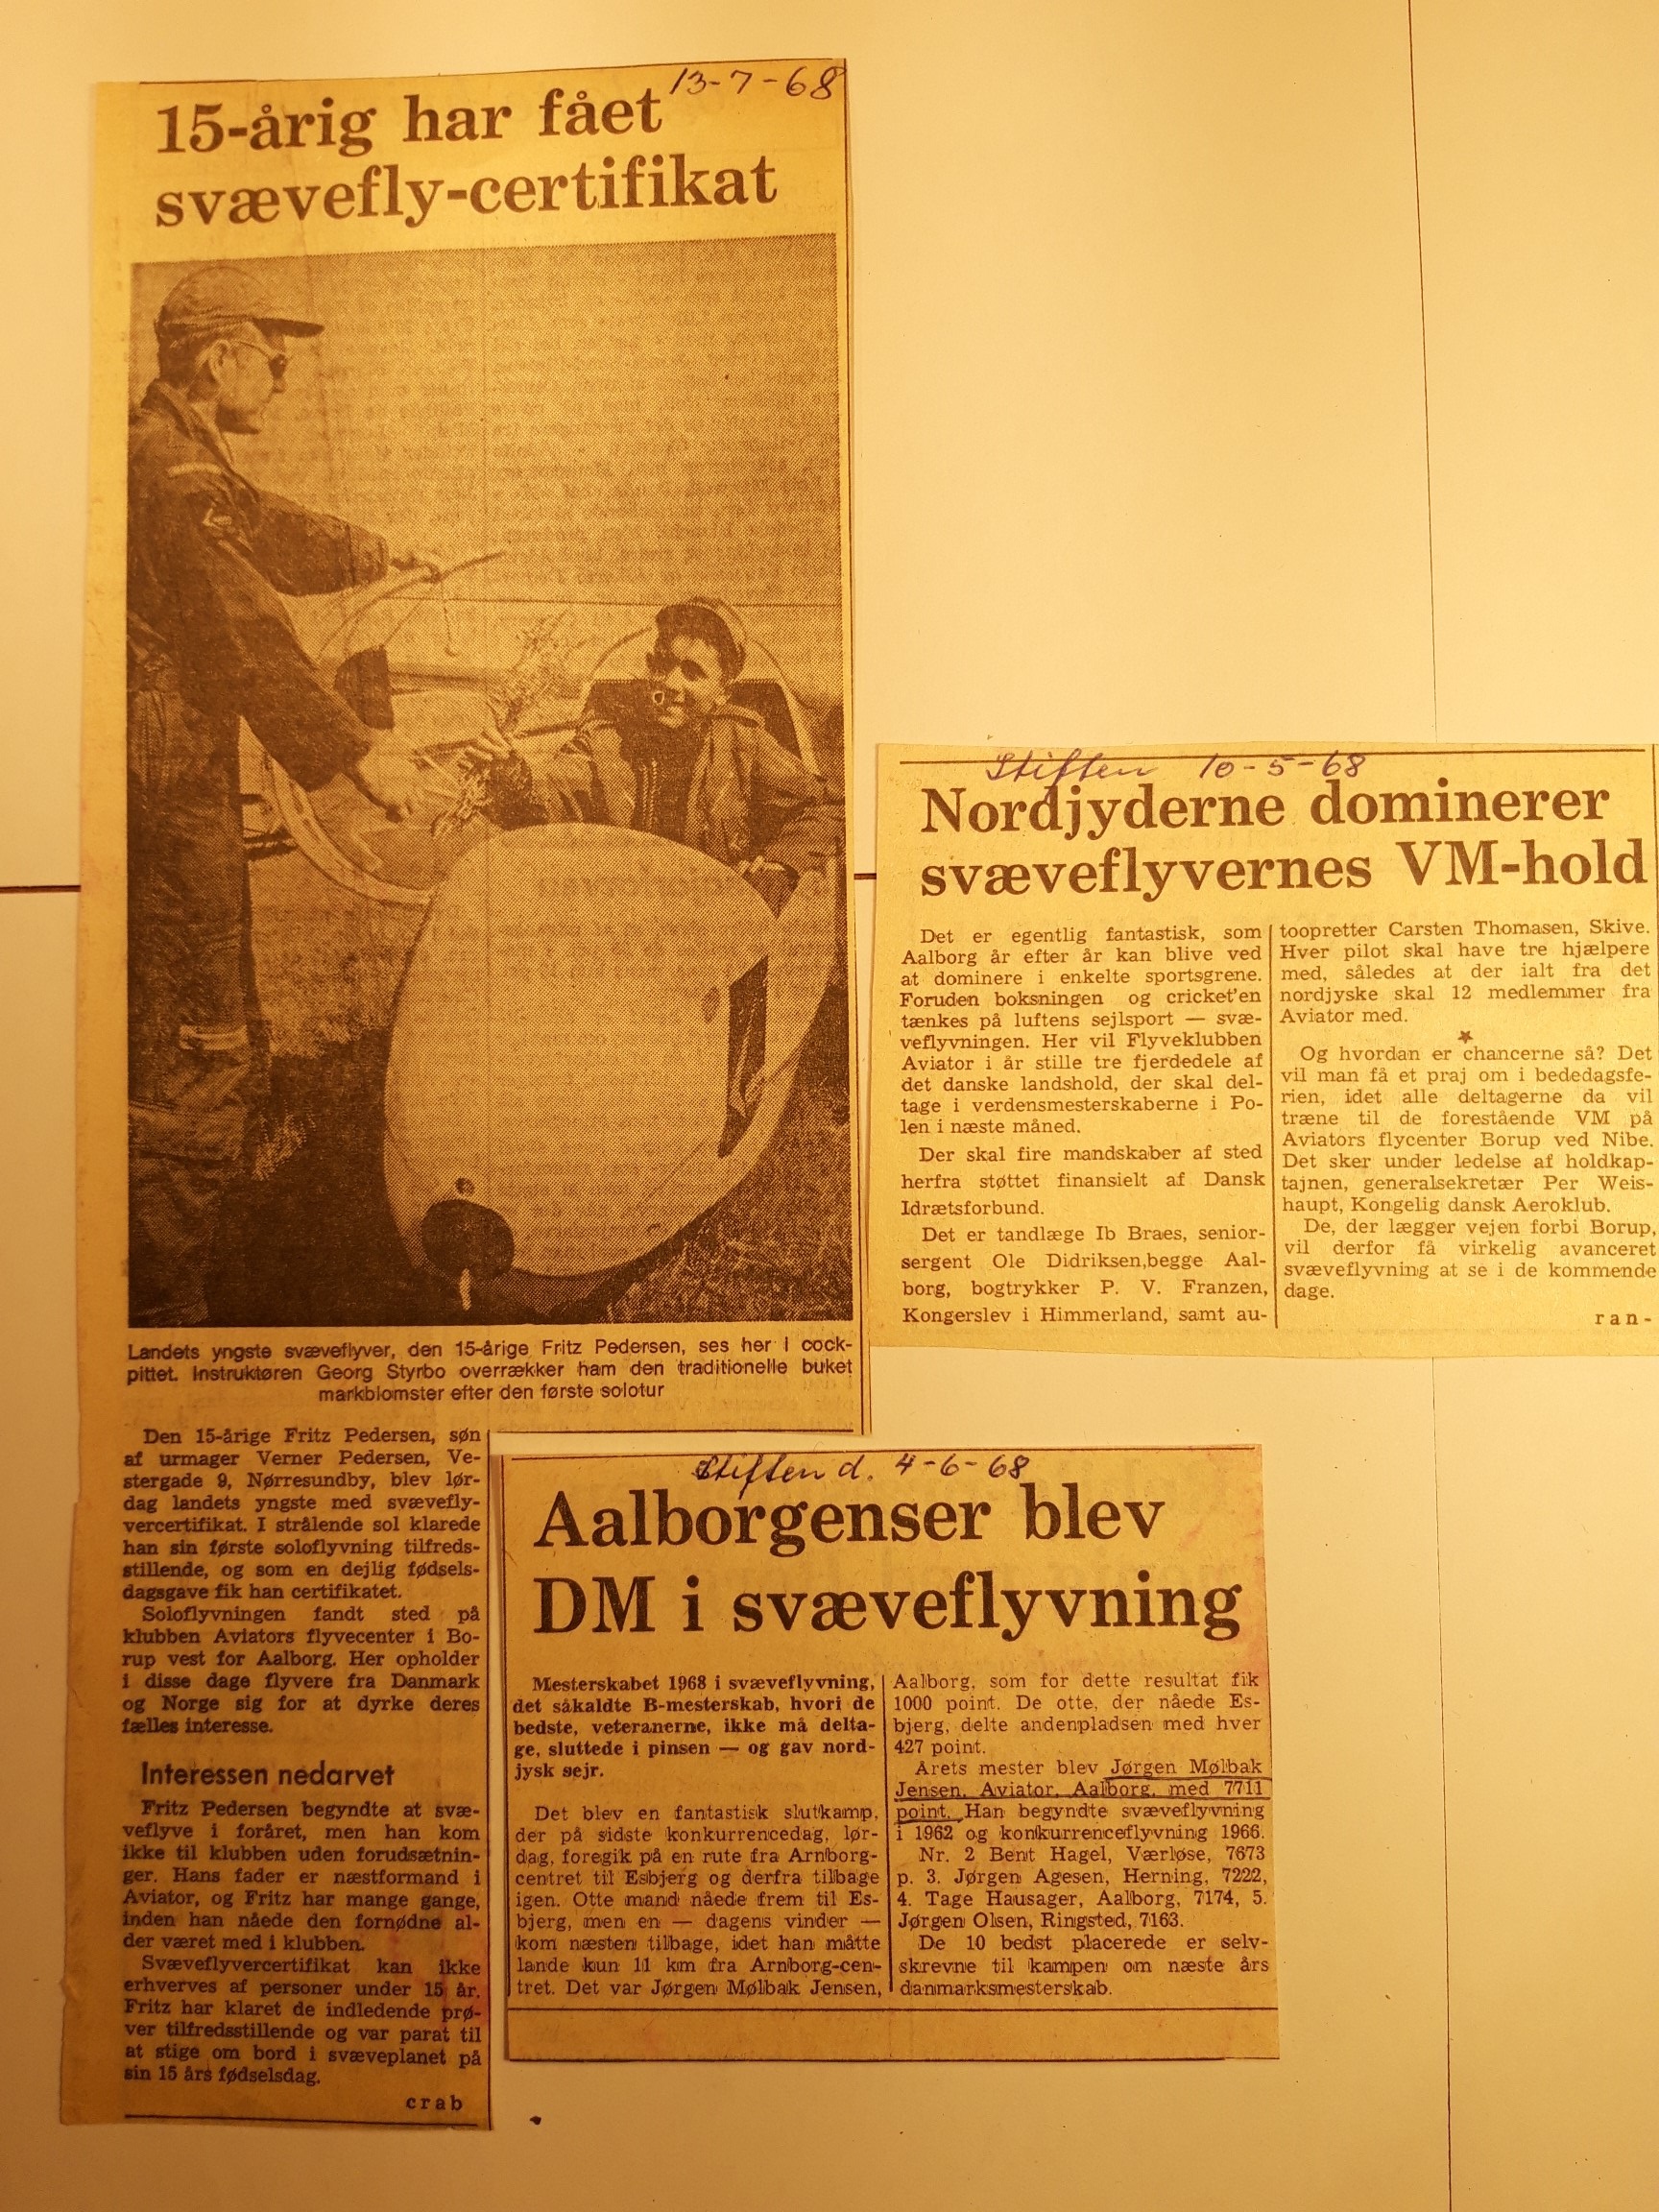 13-7-68
15-årig har fået
svævefly-certifikat
Landets yngste svæveflyver, den 15-årige Fritz Pedersen, ses her i cock-
pittet. Instruktøren Georg Styrbo overrækker ham den traditionelle buket
markblomster efter den første solotur
Den 15-årige Fritz Pedersen, søn
af urmager Verner Pedersen, Ve-
stergade 9, Nørresundby, blev lør-
dag landets yngste med svævefly-
vercertifikat. I strålende sol klarede
han sin første soloflyvning tilfreds-
stillende, og som en dejlig fødsels-
dagsgave fik han certifikatet.
Soloflyvningen fandt sted på
klubben Aviators flyvecenter i Bo-
rup vest for Aalborg. Her opholder
i disse dage flyvere fra Danmark
og Norge sig for at dyrke deres
fælles interesse.
Interessen nedarvet
Fritz Pedersen begyndte at svæ-
veflyve i foråret, men han kom
ikke til klubben uden forudsætnin-
ger. Hans fader er næstformand i
Aviator, og Fritz har mange gange,
inden han nåede den fornødne al-
der været med i klubben.
Svæveflyvercertifikat kan ikke
erhverves af personer under 15 år.
Fritz har klaret de indledende prø-
ver tilfredsstillende og var parat til
at stige om bord i svæveplanet på
sin 15 års fødselsdag.
crab
Stiften 10-5-68
Nordjyderne dominerer
svæveflyvernes VM-hold
Det er egentlig fantastisk, som
Aalborg år efter år kan blive ved
at dominere i enkelte sportsgrene.
Foruden boksningen og cricket'en
tænkes på luftens sejlsport — svæ-
veflyvningen. Her vil Flyveklubben
Aviator i år stille tre fjerdedele af
det danske landshold, der skal del-
tage i verdensmesterskaberne i Po-
len i næste måned.
Der skal fire mandskaber af sted
herfra støttet finansielt af Dansk
Idrætsforbund.
Det er tandlæge Ib Braes, senior-
sergent Ole Didriksen,begge Aal-
borg, bogtrykker P. V. Franzen,
Kongerslev i Himmerland, samt au-
toopretter Carsten Thomasen, Skive.
Hver pilot skal have tre hjælpere
med, således at der ialt fra det
nordjyske skal 12 medlemmer fra
Aviator med.
★
Og hvordan er chancerne så? Det
vil man få et praj om i bededagsfe-
rien, idet alle deltagerne da vil
træne til de forestående VM på
Aviators flycenter Borup ved Nibe.
Det sker under ledelse af holdkap-
tajnen, generalsekretær Per Weis-
haupt, Kongelig dansk Aeroklub.
De, der lægger vejen forbi Borup,
vil derfor få virkelig avanceret
svæveflyvning at se i de kommende
dage.
ran-
Stiften d. 4-6-68
Aalborgenser blev
DM i svæveflyvning
Mesterskabet 1968 i svæveflyvning,
det såkaldte B-mesterskab, hvori de
bedste, veteranerne, ikke må delta-
ge, sluttede i pinsen — og gav nord-
jysk sejr.
Det blev en fantastisk slutkamp,
der på sidste konkurrencedag, lør-
dag, foregik på en rute fra Arnborg-
centret til Esbjerg og derfra tilbage
igen. Otte mand nåede frem til Es-
bjerg, men en — dagens vinder —
kom næsten tilbage, idet han måtte
lande kun 11 km fra Arnborg-cen-
tret. Det var Jørgen Mølbak Jensen,
Aalborg, som for dette resultat fik
1000 point. De otte, der nåede Es-
bjerg, delte andenpladsen med hver
427 point.
Årets mester blev Jørgen Mølbak
Jensen, Aviator, Aalborg, med 7711
point. Han begyndte svæveflyvning
i 1962 og konkurrenceflyvning 1966.
Nr. 2 Bent Hagel, Værløse, 7673
p. 3. Jørgen Agesen, Herning, 7222,
4. Tage Hausager, Aalborg, 7174, 5.
Jørgen Olsen, Ringsted, 7163.
De 10 bedst placerede er selv-
skrevne til kampen om næste års
danmarksmesterskab.